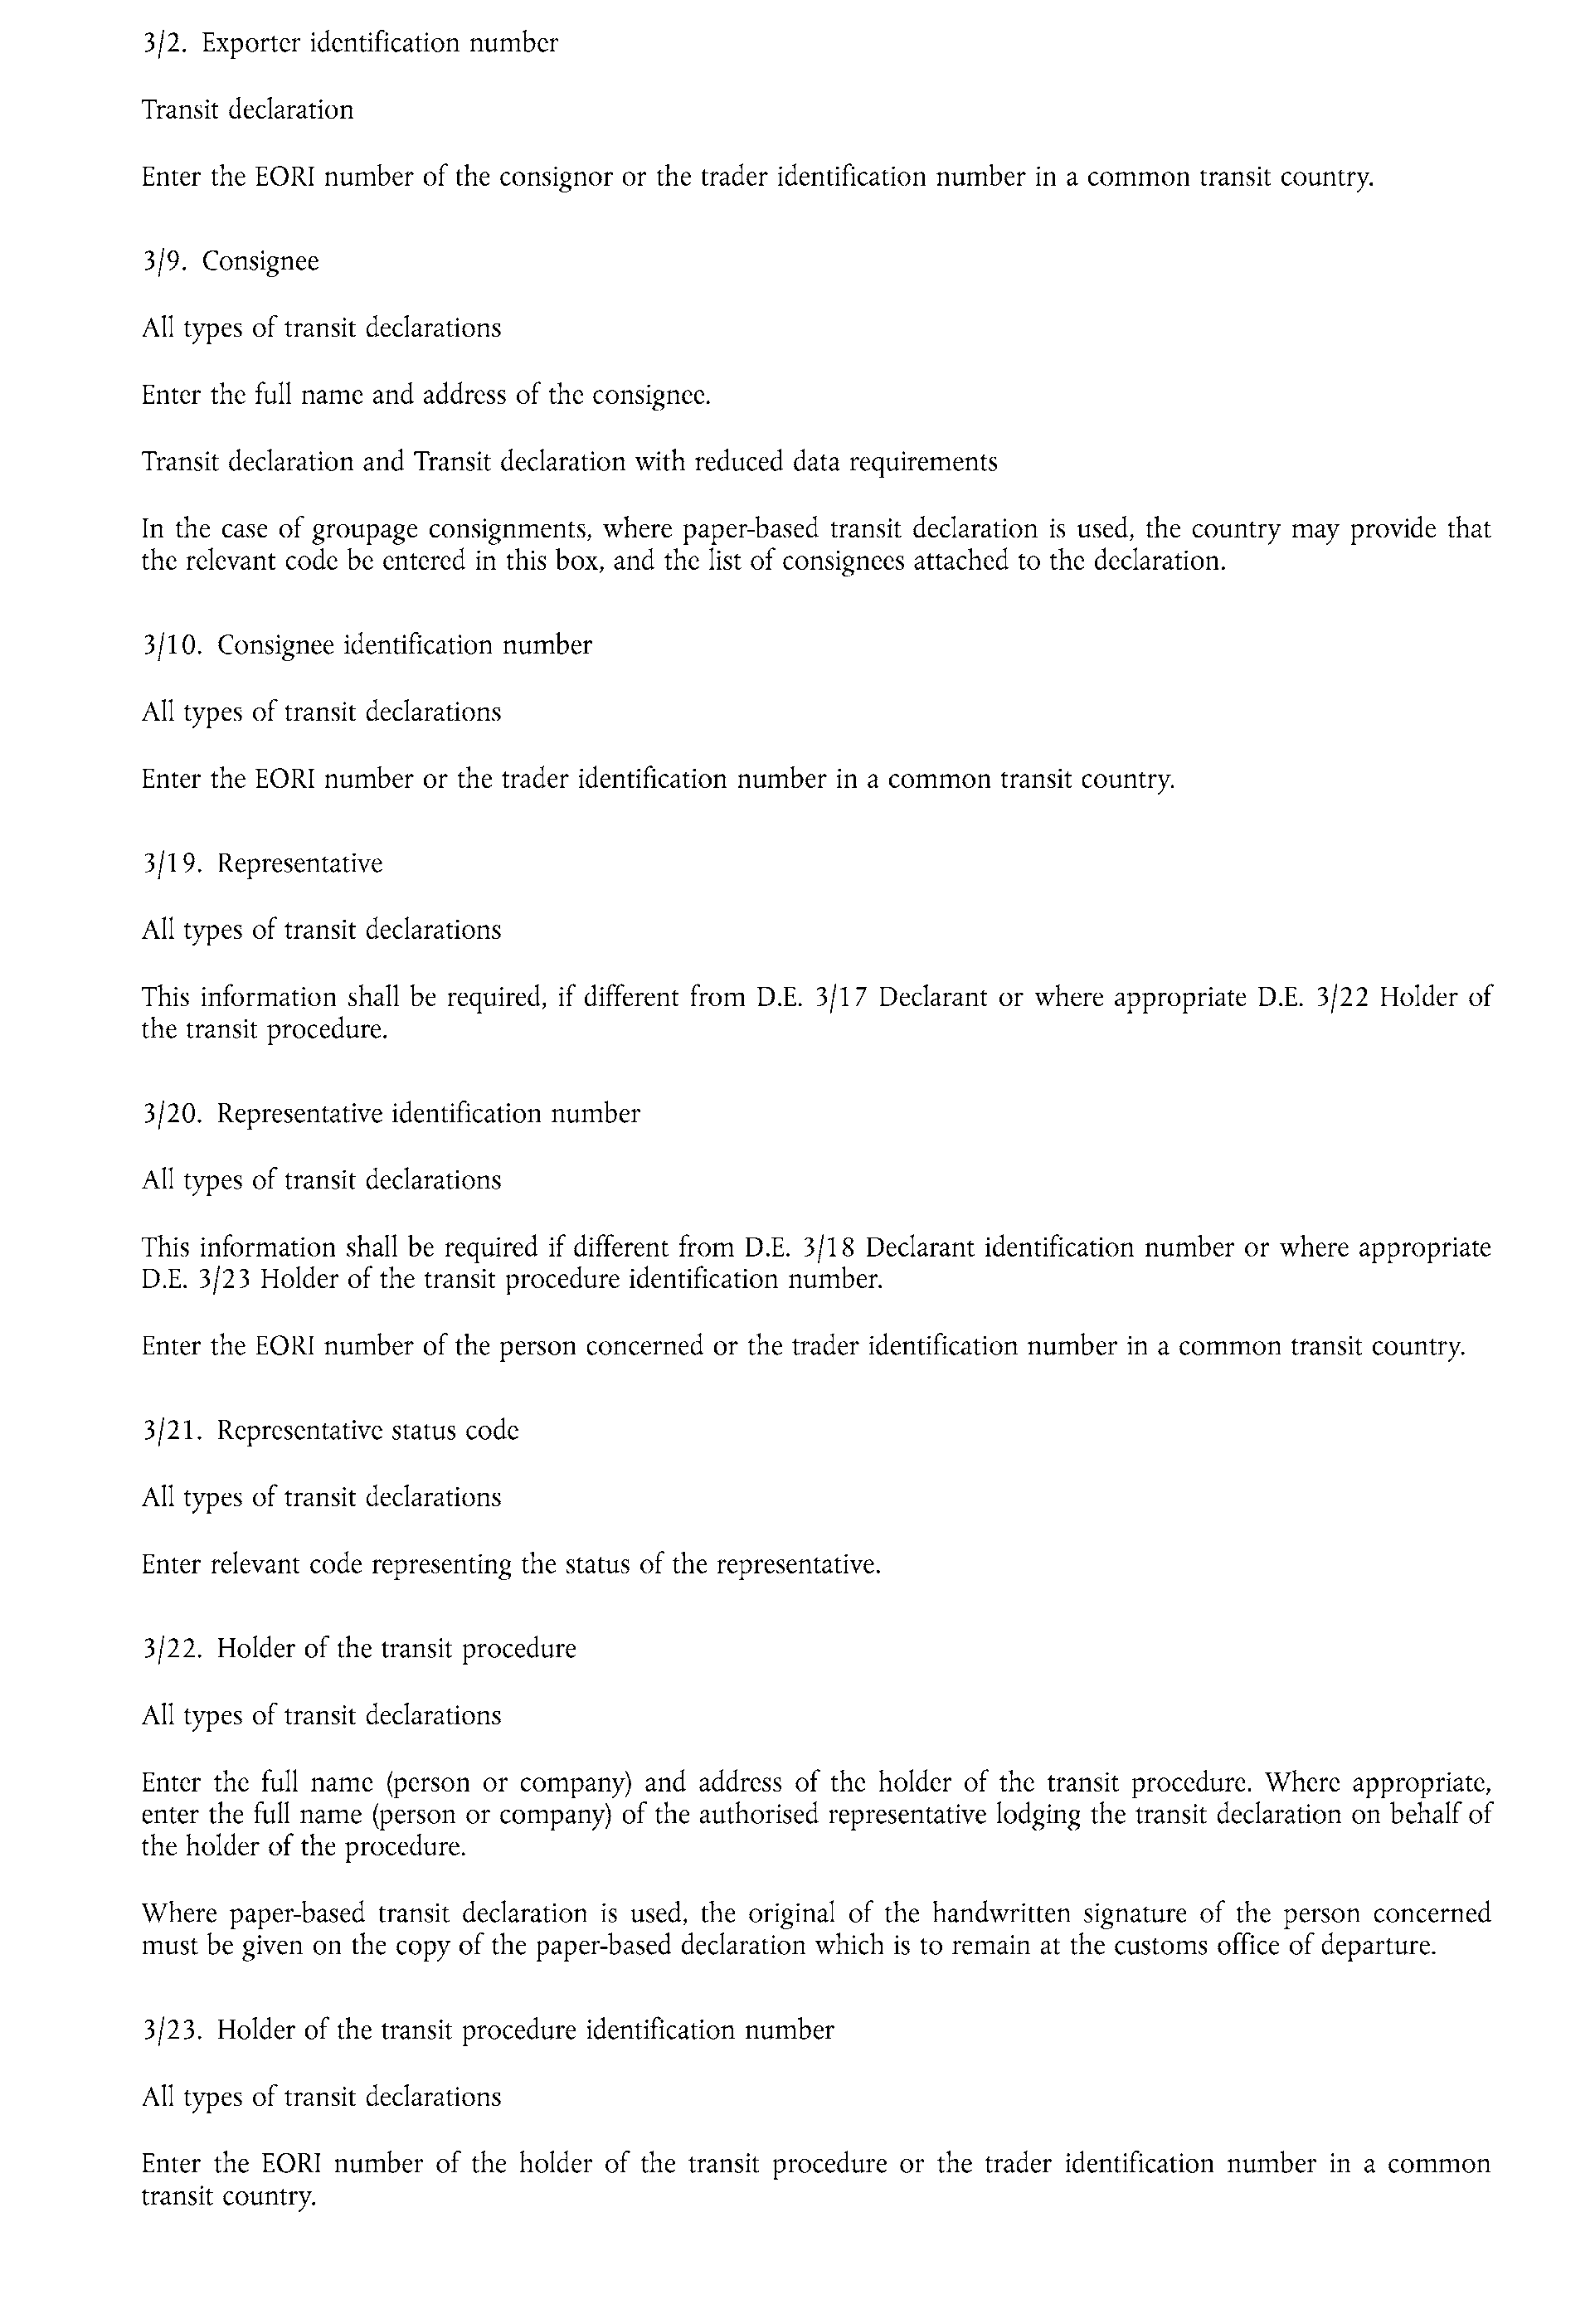 3/2. Exporter identification number
Transit declaration
Enter the EORI number of the consignor or the trader identification number in a common transit country.
3/9. Consignee
All types of transit declarations
Enter the full name and address of the consignee.
Transit declaration and Transit declaration with reduced data requirements
In the case of groupage consignments, where paper-based transit declaration is used, the country may provide that
the relevant code be entered in this box, and the list of consignees attached to the declaration.
3/10. Consignee identification number
All types of transit declarations
Enter the EORI number or the trader identification number in a common transit country.
3/19. Representative
All types of transit declarations
This information shall be required, if different from D.E. 3/17 Declarant or where appropriate D.E. 3/22 Holder of
the transit procedure.
3/20. Representative identification number
All types of transit declarations
This information shall be required if different from D.E. 3/18 Declarant identification number or where appropriate
D.E. 3/23 Holder of the transit procedure identification number.
Enter the EORI number of the person concerned or the trader identification number in a common transit country.
3/21. Representative status code
All types of transit declarations
Enter relevant code representing the status of the representative.
3/22. Holder of the transit procedure
All types of transit declarations
Enter the full name (person or company) and address of the holder of the transit procedure. Where appropriate,
enter the full name (person or company) of the authorised representative lodging the transit declaration on behalf of
the holder of the procedure.
Where paper-based transit declaration is used, the original of the handwritten signature of the person concerned
must be given on the copy of the paper-based declaration which is to remain at the customs office of departure.
3/23. Holder of the transit procedure identification number
All types of transit declarations
Enter the EORI number of the holder of the transit procedure or the trader identification number in a common
transit country.